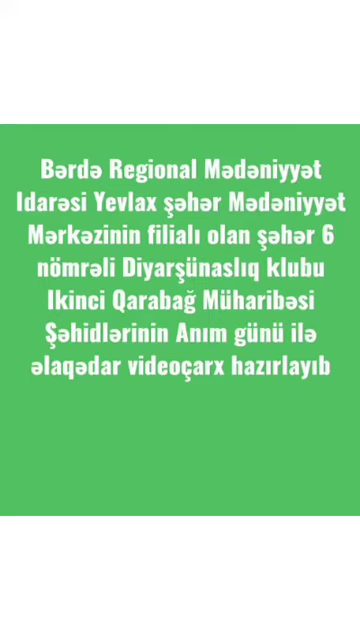 Bərdə Regional Mədəniyyət
Idarəsi Yevlax şəhər Mədəniyyət
Mərkəzinin filialı olan şəhər 6
nömrəli Diyarşünaslıq klubu
Ikinci Qarabağ Müharibəsi
Şəhidlərinin Anım günü ilə
əlaqədar videoçarx hazırlayıb